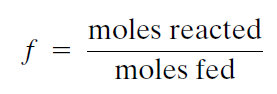 f = moles reacted / moles fed